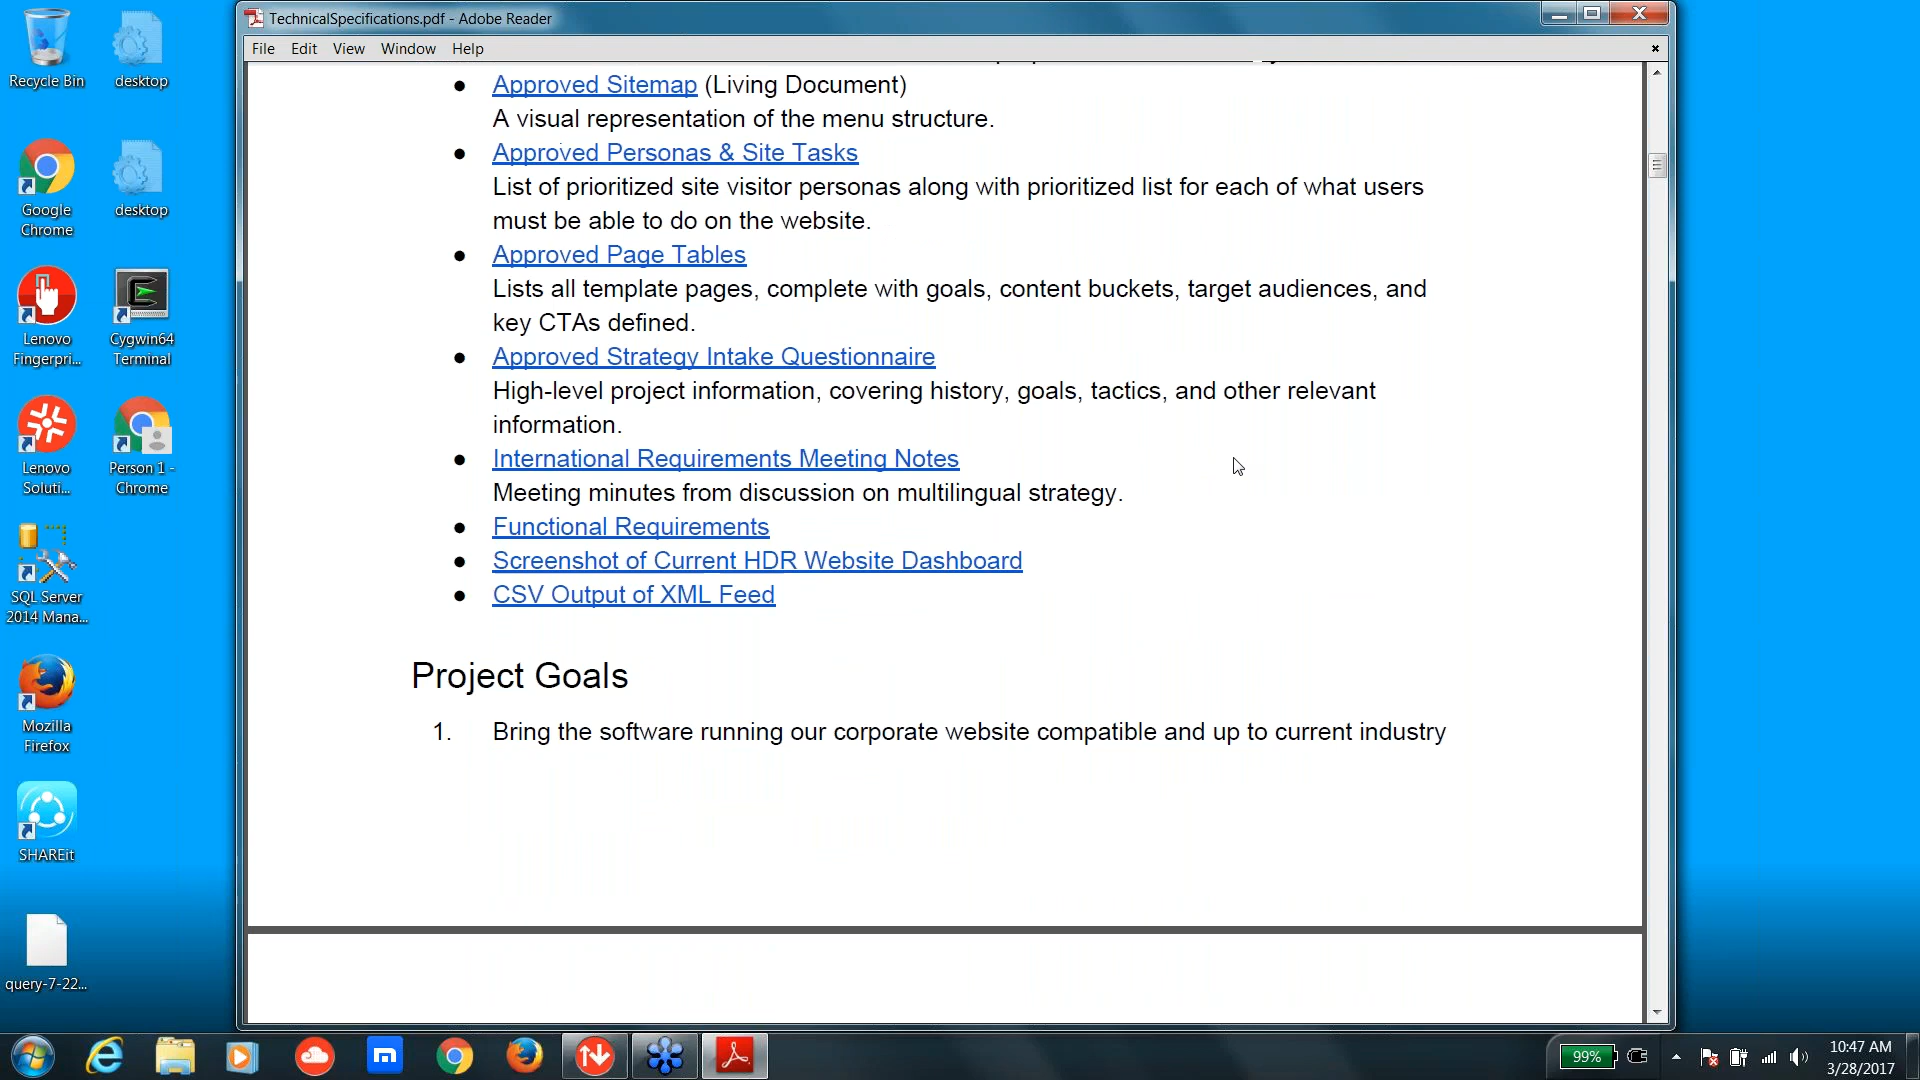 TechnicalSpecifications.pdf - Adobe Reader
File Edit View Window Help
Approved Sitemap (Living Document)
A visual representation of the menu structure.
Approved Personas & Site Tasks
List of prioritized site visitor personas along with prioritized list for each of what users
must be able to do on the website.
Approved Page Tables
Lists all template pages, complete with goals, content buckets, target audiences, and
key CTAs defined.
Approved Strategy Intake Questionnaire
High-level project information, covering history, goals, tactics, and other relevant
information.
International Requirements Meeting Notes
Meeting minutes from discussion on multilingual strategy.
Functional Requirements
Screenshot of Current HDR Website Dashboard
CSV Output of XML Feed
Project Goals
1. Bring the software running our corporate website compatible and up to current industry
Recycle Bin
desktop
Google
Chrome
desktop
Lenovo
Fingerpri...
Cygwin64
Terminal
Lenovo
Soluti...
Person 1 -
Chrome
SQL Server
2014 Mana...
Mozilla
Firefox
SHAREit
query-7-22...
99%
10:47 AM
3/28/2017